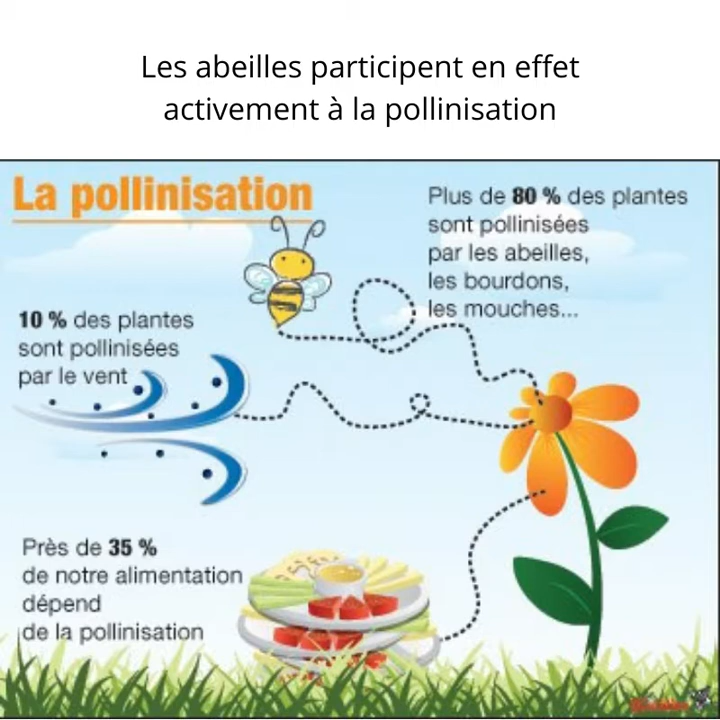 Les abeilles participent en effet
activement à la pollinisation
La pollinisation
Plus de 80 % des plantes
sont pollinisées
par les abeilles,
les bourdons,
les mouches...
10 % des plantes
sont pollinisées
par le vent
Près de 35 %
de notre alimentation
dépend
de la pollinisation